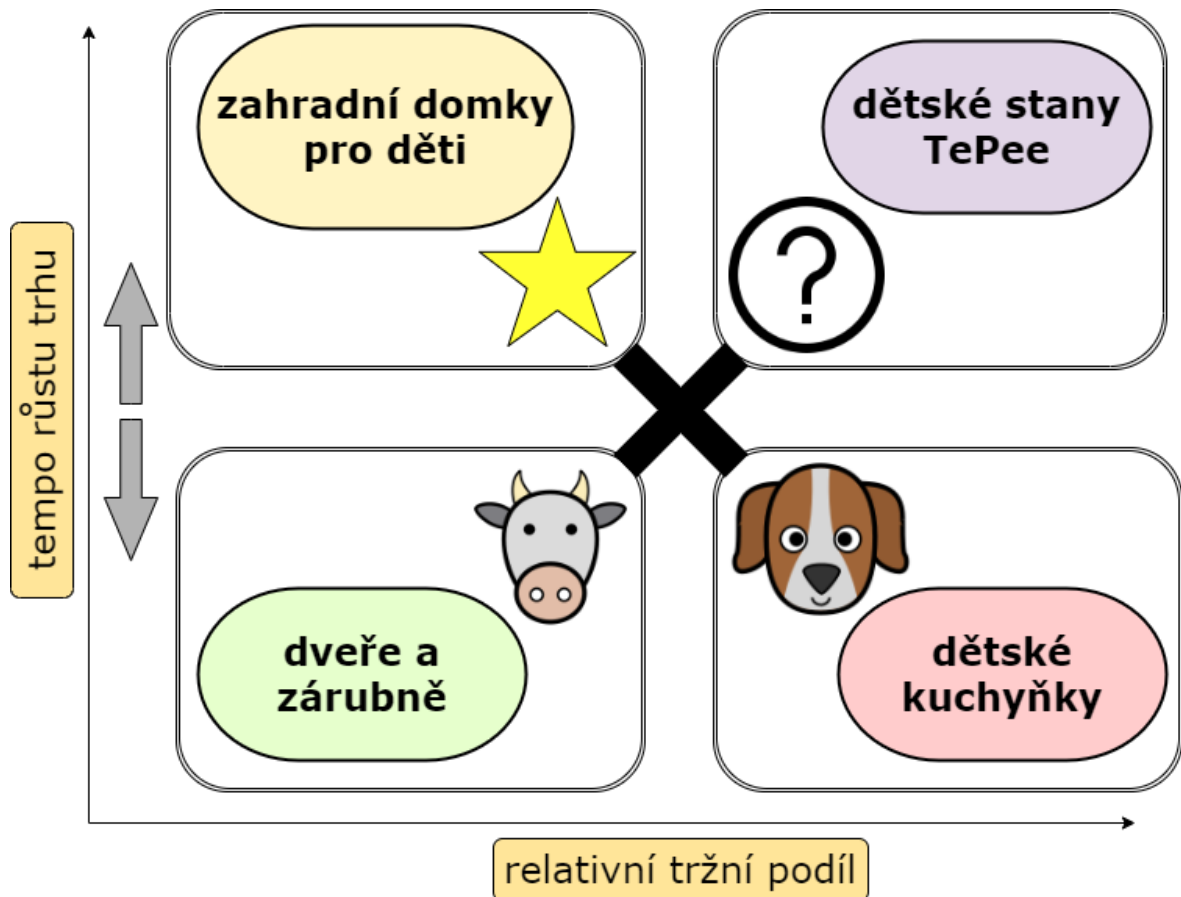 zahradní domky
pro děti
dětské stany
TePee
?
tempo růstu trhu
dveře a
zárubně
dětské
kuchyňky
relativní tržní podíl